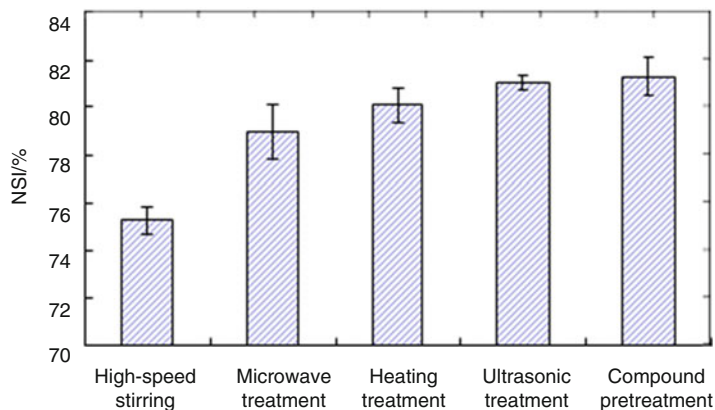 84
82
80
78
76
74
72
70
NSI/%
High-speed stirring
Microwave treatment
Heating treatment
Ultrasonic treatment
Compound pretreatment